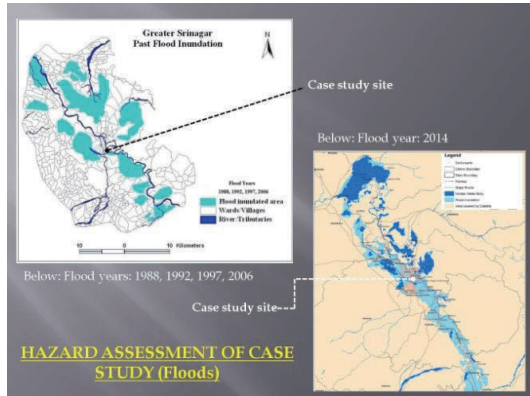 Greater Srinagar
Past Flood Inundation
N
Case study site
Below: Flood year: 2014
Flood Years
1988, 1992, 1997, 2006
Flood inundated area
Wards/Villages
River/Tributaries
10 0 10 Kilometers
Legend
Below: Flood years: 1988, 1992, 1997, 2006
Case study site
HAZARD ASSESSMENT OF CASE
STUDY (Floods)